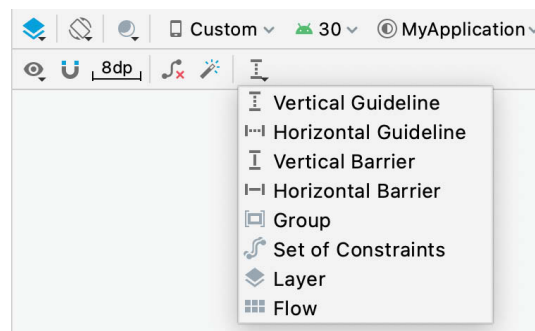 Custom 30 MyApplication
8dp
Vertical Guideline
Horizontal Guideline
Vertical Barrier
Horizontal Barrier
Group
Set of Constraints
Layer
Flow